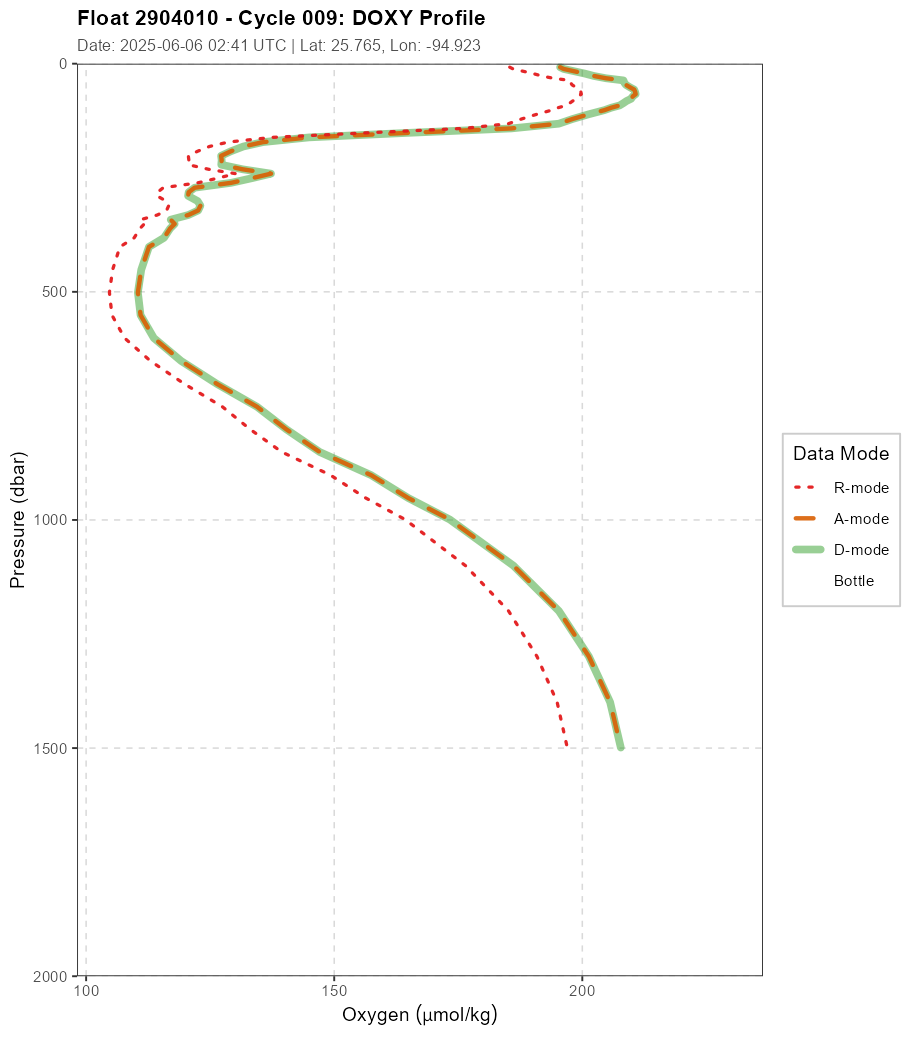 Float 2904010 - Cycle 009: DOXY Profile
Date: 2025-06-06 02:41 UTC | Lat: 25.765, Lon: -94.923
0
500
1000
1500
2000
Pressure (dbar)
100
150
200
Oxygen (µmol/kg)
Data Mode
R-mode
A-mode
D-mode
Bottle